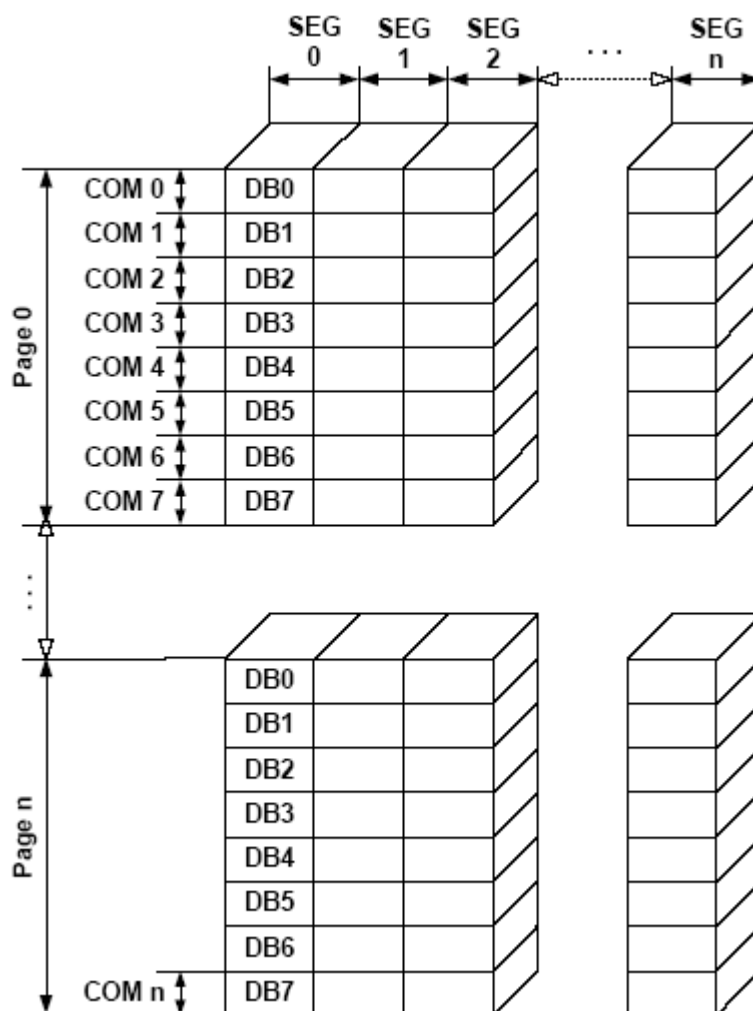 SEG 0
SEG 1
SEG 2
. . .
SEG n
Page 0
COM 0 DB0
COM 1 DB1
COM 2 DB2
COM 3 DB3
COM 4 DB4
COM 5 DB5
COM 6 DB6
COM 7 DB7
. . .
Page n
DB0
DB1
DB2
DB3
DB4
DB5
DB6
COM n DB7